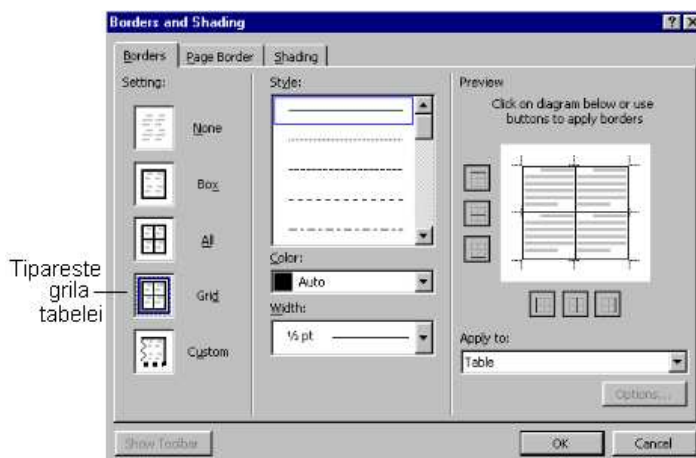 Borders and Shading
Borders
Page Border
Shading
Setting:
None
Box
All
Grid
Custom
Tipareste
grila
tabelei
Style:
Color:
Auto
Width:
½ pt
Preview
Click on diagram below or use
buttons to apply borders
Apply to:
Table
Options...
Show Toolbar
OK
Cancel